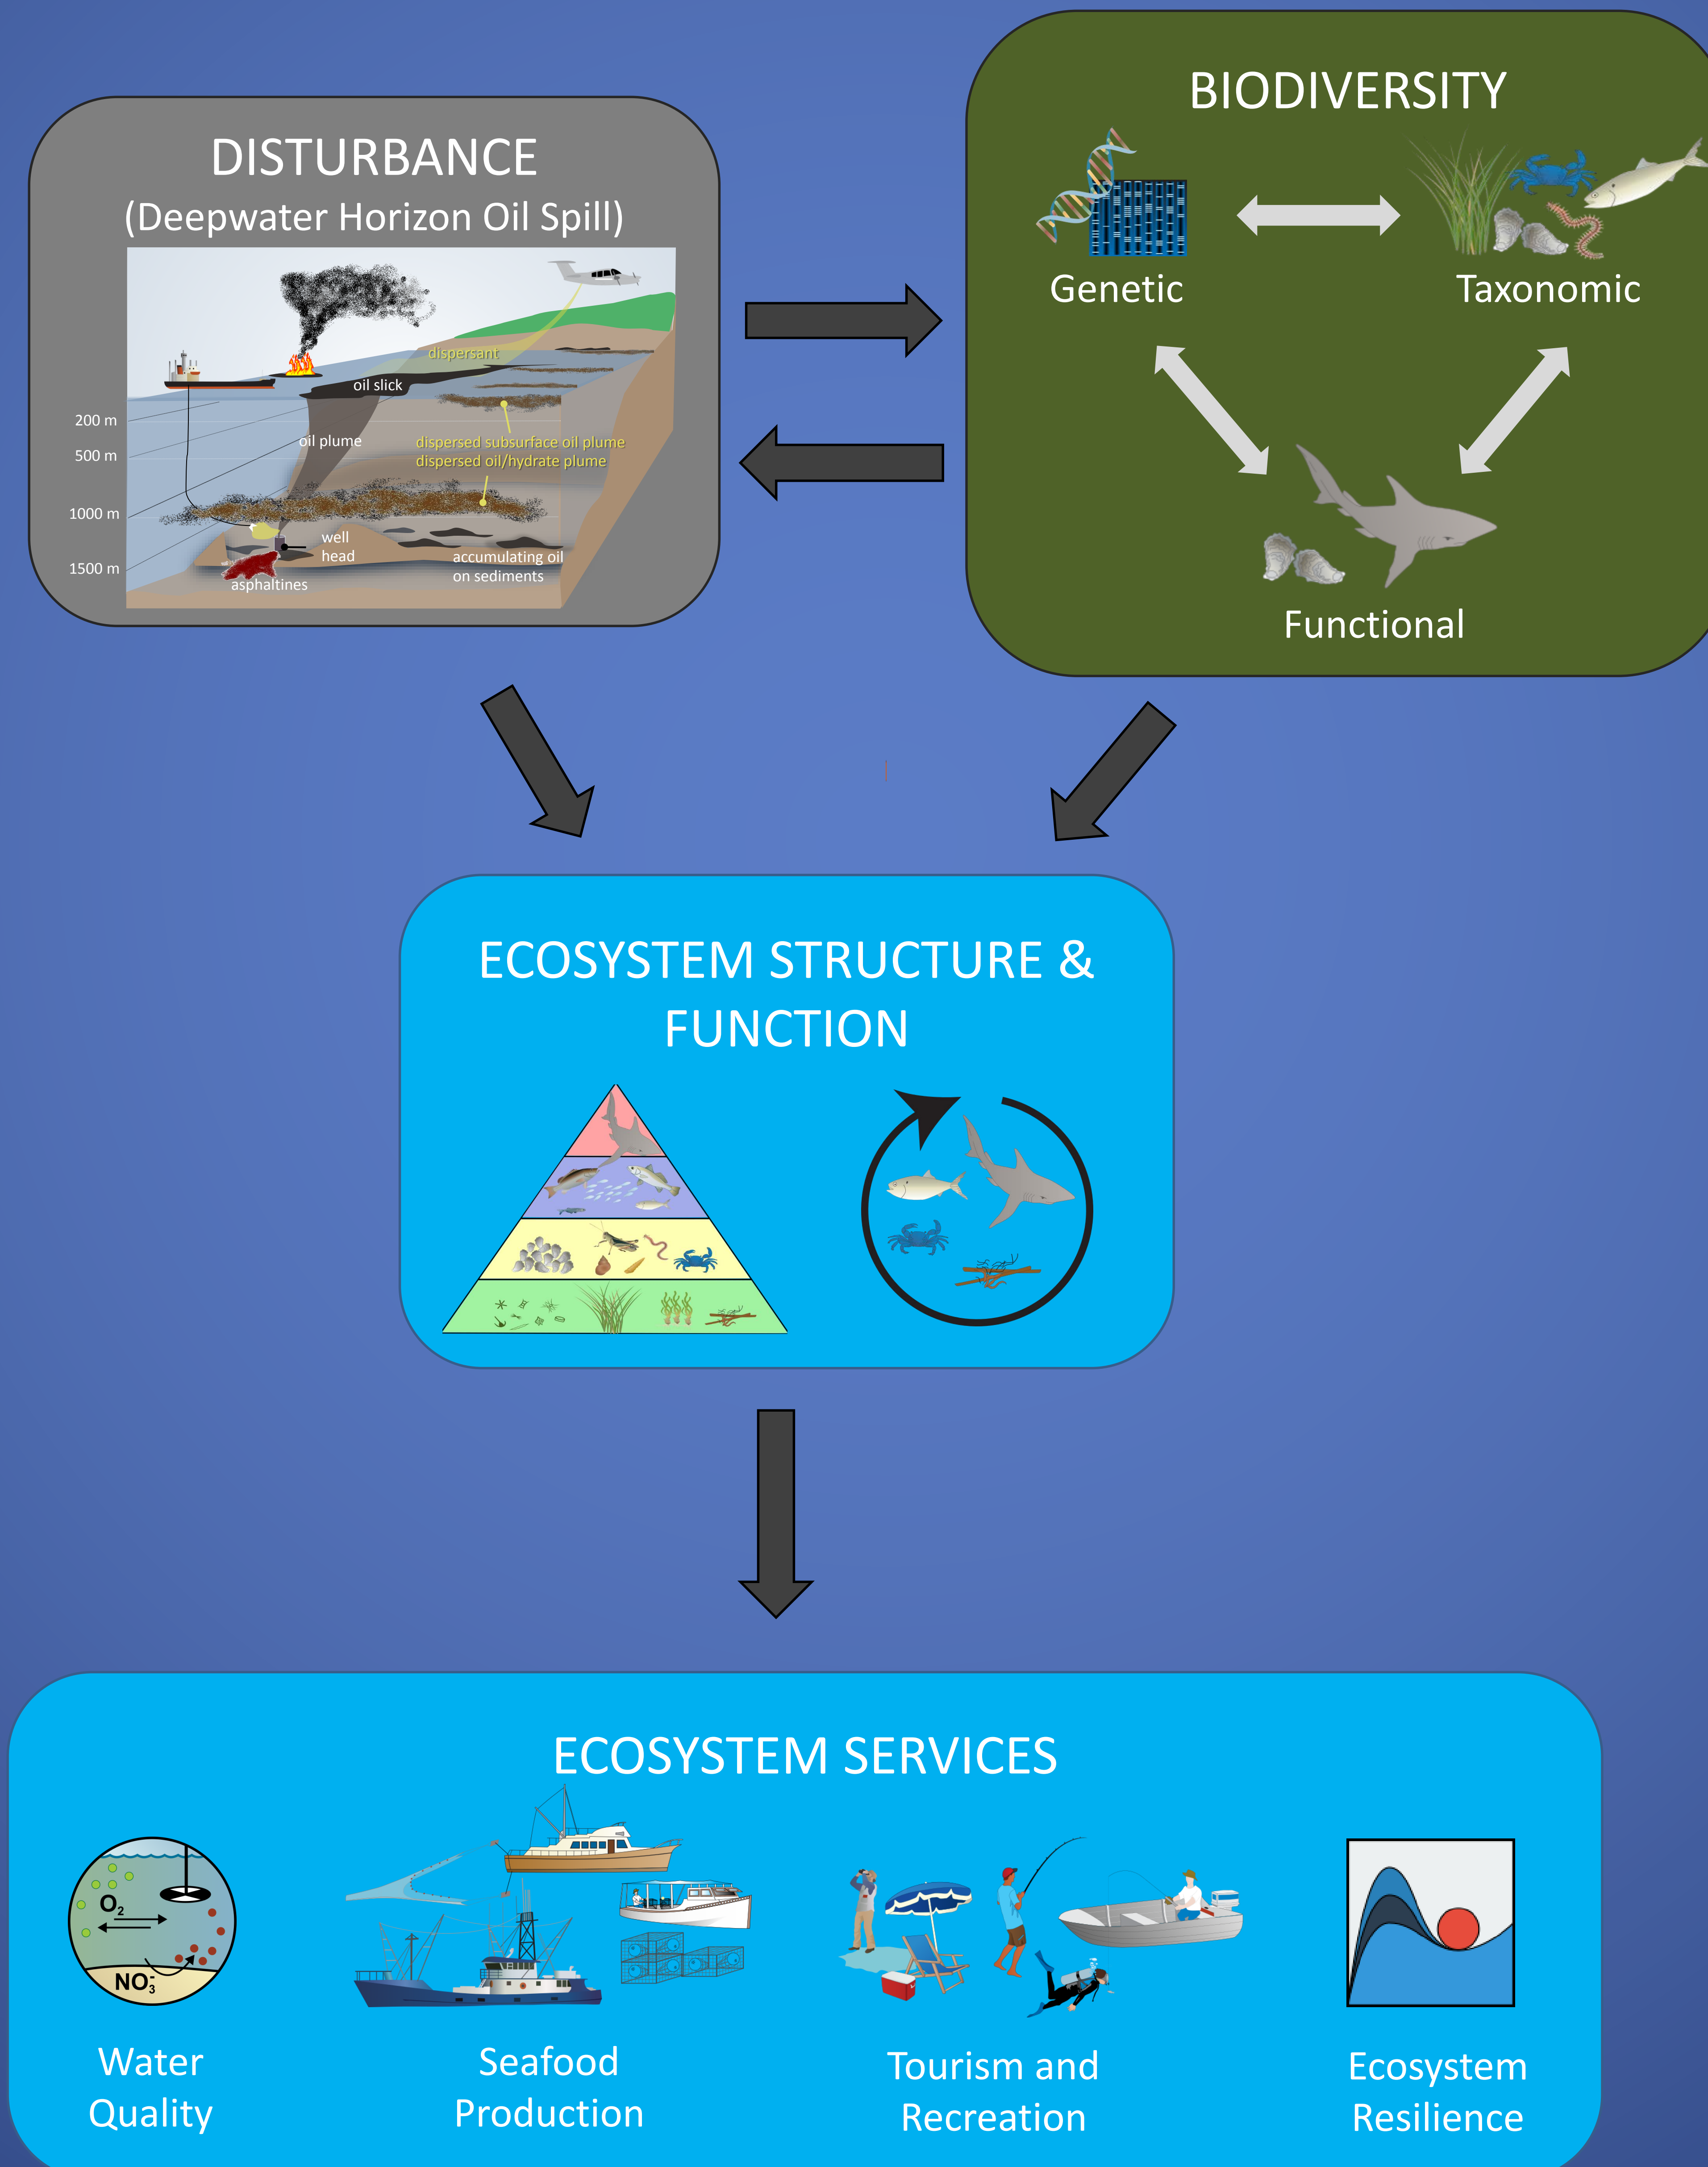 DISTURBANCE
(Deepwater Horizon Oil Spill)
dispersant
oil slick
200 m
oil plume
dispersed subsurface oil plume
500 m
dispersed oil/hydrate plume
1000 m
well
head
accumulating oil
1500 m
on sediments
asphaltines
BIODIVERSITY
Genetic
Taxonomic
Functional
ECOSYSTEM STRUCTURE &
FUNCTION
ECOSYSTEM SERVICES
O2
NO3-
Water
Quality
Seafood
Production
Tourism and
Recreation
Ecosystem
Resilience